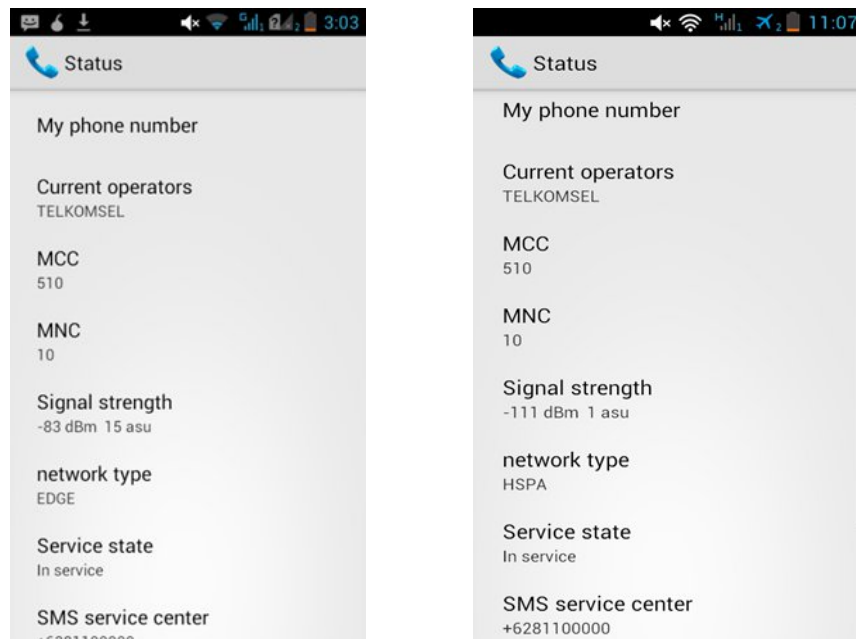 3:03
Status
My phone number
Current operators
TELKOMSEL
MCC
510
MNC
10
Signal strength
-83 dBm 15 asu
network type
EDGE
Service state
In service
SMS service center
11:07
Status
My phone number
Current operators
TELKOMSEL
MCC
510
MNC
10
Signal strength
-111 dBm 1 asu
network type
HSPA
Service state
In service
SMS service center
+6281100000